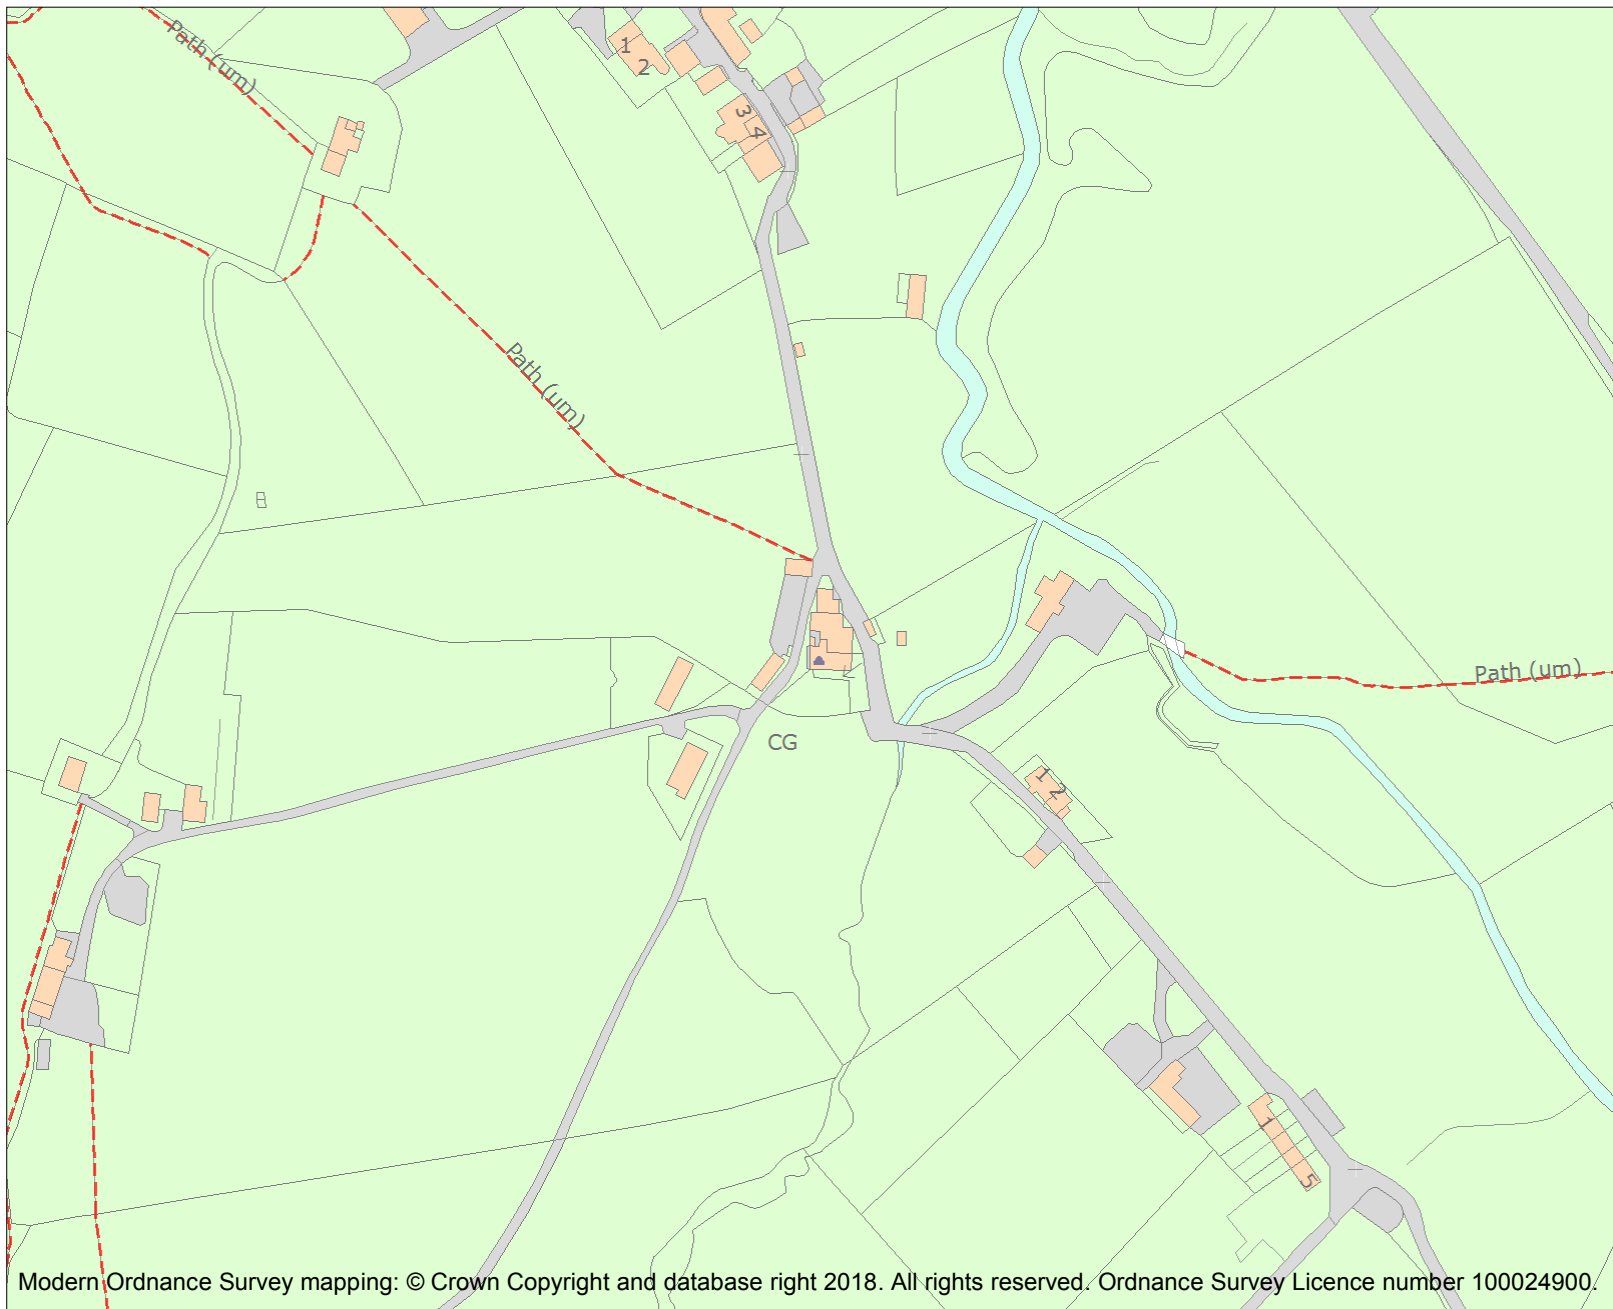 Path (um)
1
2
3
4
Path (um)
Path (um)
CG
1
2
1
5
Modern Ordnance Survey mapping: © Crown Copyright and database right 2018. All rights reserved. Ordnance Survey Licence number 100024900.